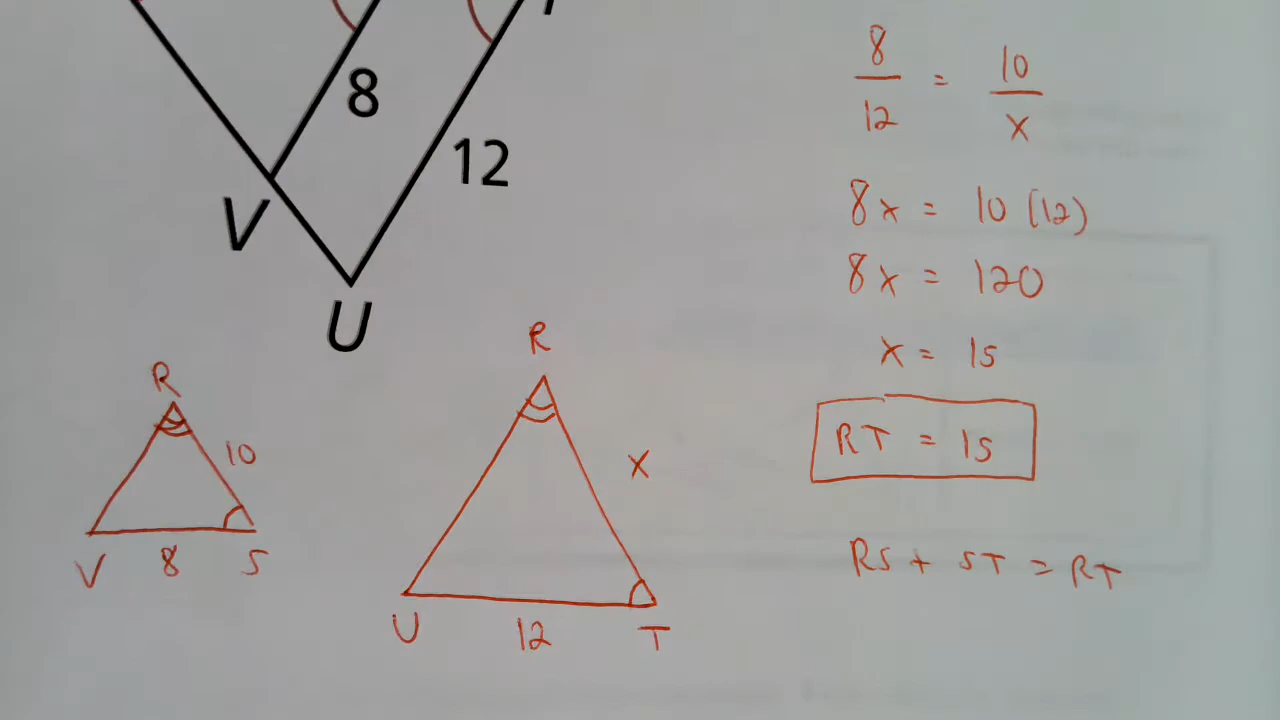 8
12
V
U
8/12 = 10/x
8x = 10(12)
8x = 120
x = 15
RT = 15
RS + ST = RT
R
10
V 8 S
R
x
U 12 T